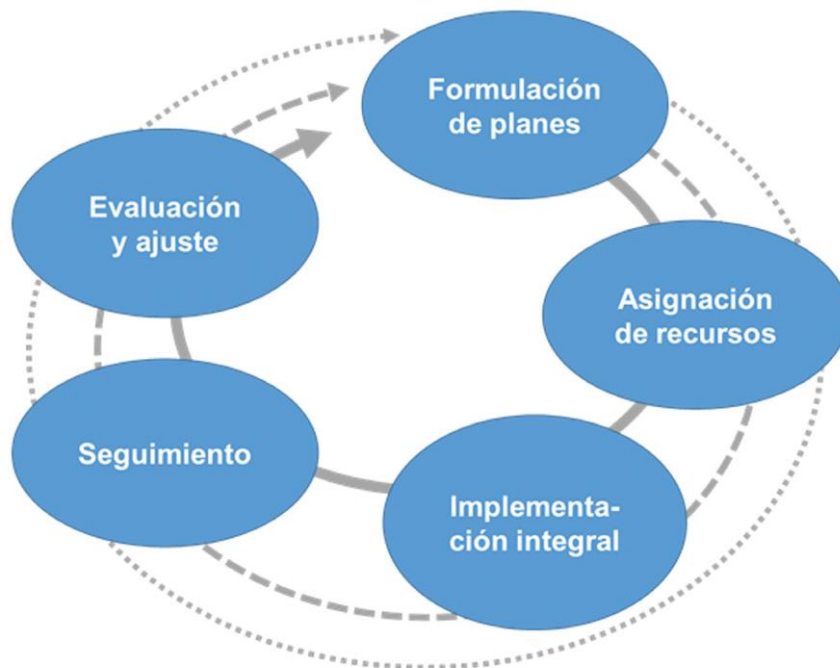 Formulación
de planes
Asignación
de recursos
Implementa-
ción integral
Seguimiento
Evaluación
y ajuste